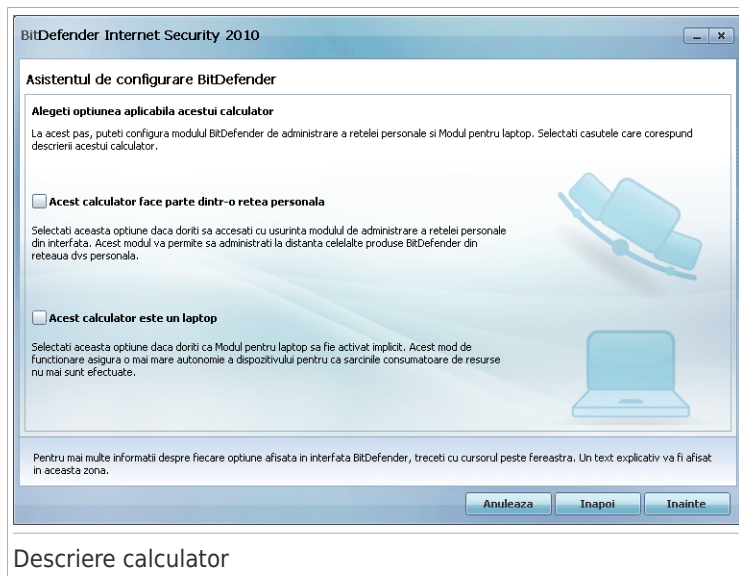 BitDefender Internet Security 2010
Asistentul de configurare BitDefender
Alegeti optiunea aplicabila acestui calculator
La acest pas, puteti configura modulul BitDefender de administrare a retelei personale si Modul pentru laptop. Selectati casutele care corespund
descrierii acestui calculator.
Acest calculator face parte dintr-o retea personala
Selectati aceasta optiune daca doriti sa accesati cu usurinta modulul de administrare a retelei personale
din interfata. Acest modul va permite sa administrati la distanta celelalte produse BitDefender din
reteaua dvs personala.
Acest calculator este un laptop
Selectati aceasta optiune daca doriti ca Modul pentru laptop sa fie activat implicit. Acest mod de
functionare asigura o mai mare autonomie a dispozitivului pentru ca sarcinile consumatoare de resurse
nu mai sunt efectuate.
Pentru mai multe informatii despre fiecare optiune afisata in interfata BitDefender, treceti cu cursorul peste fereastra. Un text explicativ va fi afisat
in aceasta zona.
Anuleaza Inapoi Inainte
Descriere calculator